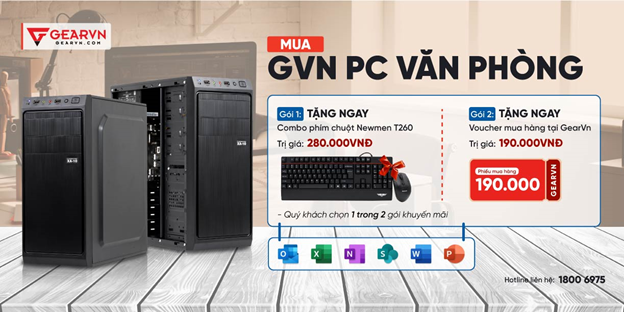 GEARVN
GEARVN.COM
MUA
GVN PC VĂN PHÒNG
Gói 1: TẶNG NGAY
Combo phím chuột Newmen T260
Trị giá: 280.000VNĐ
Gói 2: TẶNG NGAY
Voucher mua hàng tại GearVn
Trị giá: 190.000VNĐ
Phiếu mua hàng
190.000
GEARVN
- Quý khách chọn 1 trong 2 gói khuyến mãi
O X N S W P
Hotline liên hệ: 1800 6975